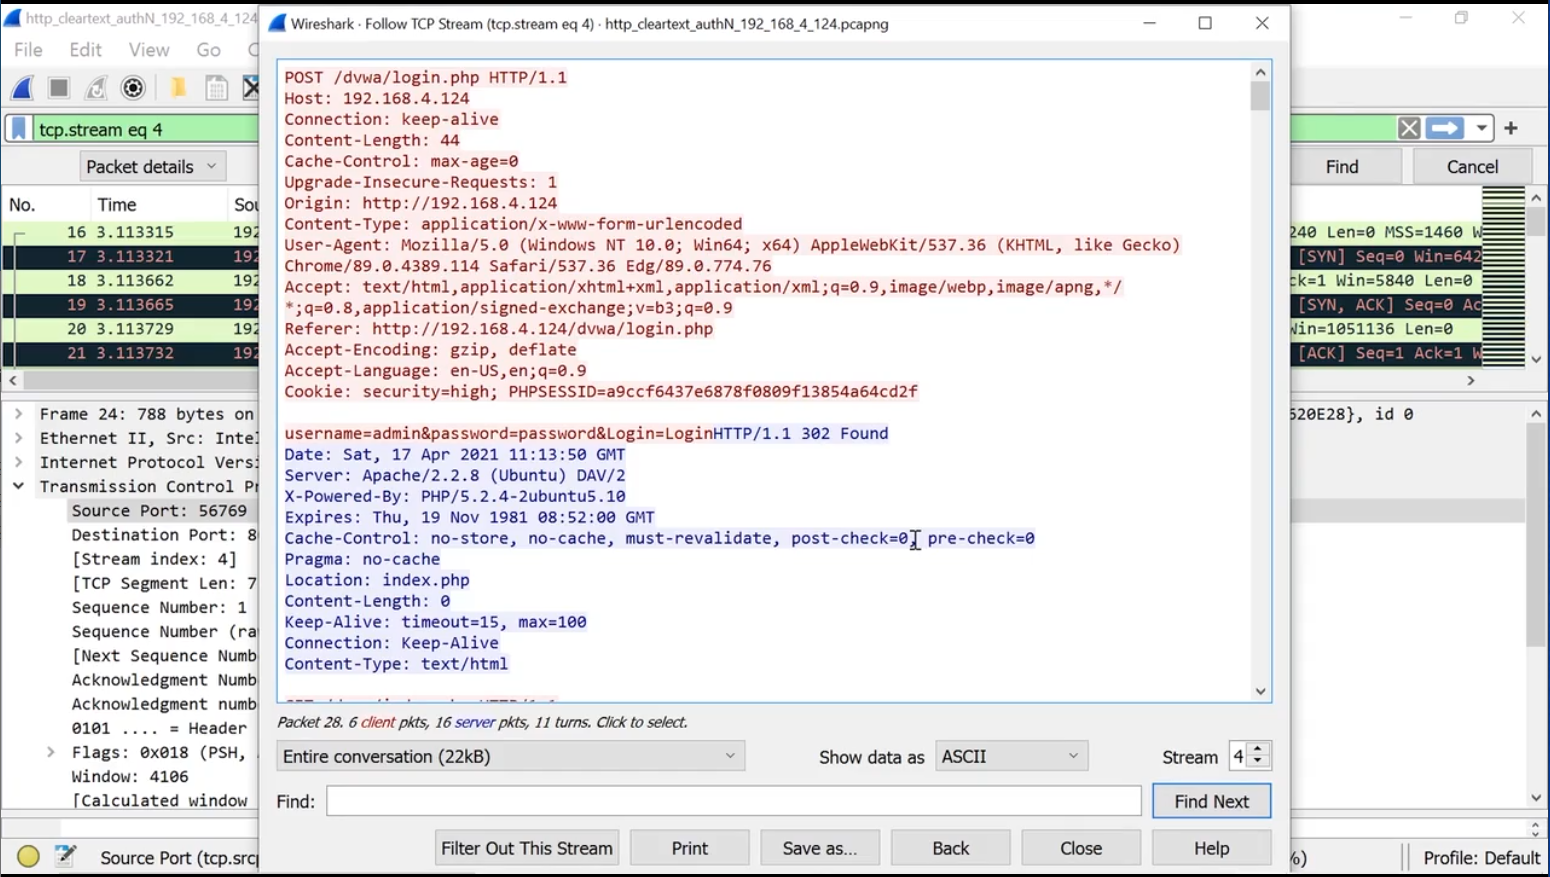 http_cleartext_authN_192_168_4_124
File Edit View Go
tcp.stream eq 4
Packet details
Find Cancel
No. Time
16 3.113315 192
17 3.113321 192
18 3.113662 192
19 3.113665 192
20 3.113729 192
21 3.113732 192
240 Len=0 MSS=1460 W
[SYN] Seq=0 Win=642
ck=1 Win=5840 Len=0
[SYN, ACK] Seq=0 Ac
Win=1051136 Len=0
[ACK] Seq=1 Ack=1 W
Frame 24: 788 bytes on
620E28}, id 0
Ethernet II, Src: Inte
Internet Protocol Versi
Transmission Control Pr
Source Port: 56769
Destination Port: 8
[Stream index: 4]
[TCP Segment Len: 7
Sequence Number: 1
Sequence Number (ra
[Next Sequence Numb
Acknowledgment Numb
Acknowledgment numb
0101 .... = Header
Flags: 0x018 (PSH,
Window: 4106
[Calculated window
Source Port (tcp.srcp
%)
Profile: Default
Wireshark · Follow TCP Stream (tcp.stream eq 4) · http_cleartext_authN_192_168_4_124.pcapng
POST /dvwa/login.php HTTP/1.1
Host: 192.168.4.124
Connection: keep-alive
Content-Length: 44
Cache-Control: max-age=0
Upgrade-Insecure-Requests: 1
Origin: http://192.168.4.124
Content-Type: application/x-www-form-urlencoded
User-Agent: Mozilla/5.0 (Windows NT 10.0; Win64; x64) AppleWebKit/537.36 (KHTML, like Gecko)
Chrome/89.0.4389.114 Safari/537.36 Edg/89.0.774.76
Accept: text/html,application/xhtml+xml,application/xml;q=0.9,image/webp,image/apng,*/
*;q=0.8,application/signed-exchange;v=b3;q=0.9
Referer: http://192.168.4.124/dvwa/login.php
Accept-Encoding: gzip, deflate
Accept-Language: en-US,en;q=0.9
Cookie: security=high; PHPSESSID=a9ccf6437e6878f0809f13854a64cd2f
username=admin&password=password&Login=LoginHTTP/1.1 302 Found
Date: Sat, 17 Apr 2021 11:13:50 GMT
Server: Apache/2.2.8 (Ubuntu) DAV/2
X-Powered-By: PHP/5.2.4-2ubuntu5.10
Expires: Thu, 19 Nov 1981 08:52:00 GMT
Cache-Control: no-store, no-cache, must-revalidate, post-check=0, pre-check=0
Pragma: no-cache
Location: index.php
Content-Length: 0
Keep-Alive: timeout=15, max=100
Connection: Keep-Alive
Content-Type: text/html
Packet 28. 6 client pkts, 16 server pkts, 11 turns. Click to select.
Entire conversation (22kB) Show data as ASCII Stream 4
Find: Find Next
Filter Out This Stream Print Save as... Back Close Help